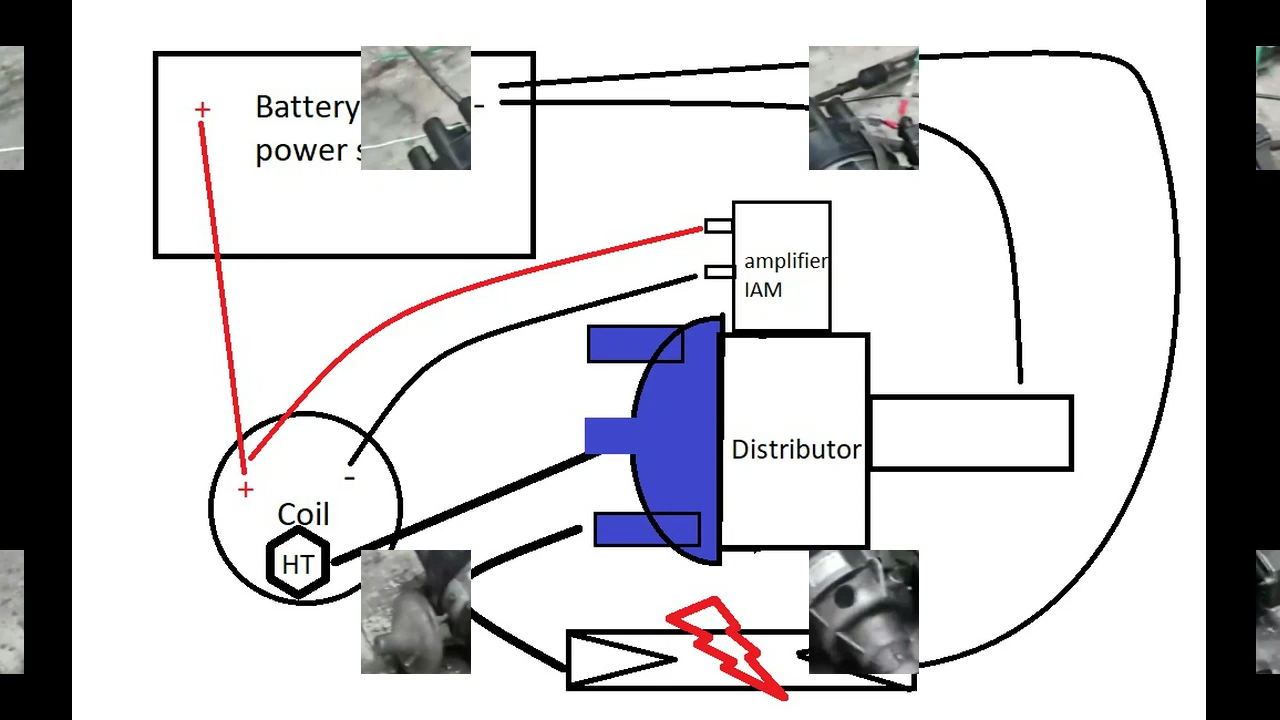 + Battery -
power
amplifier
IAM
Distributor
+ -
Coil
HT